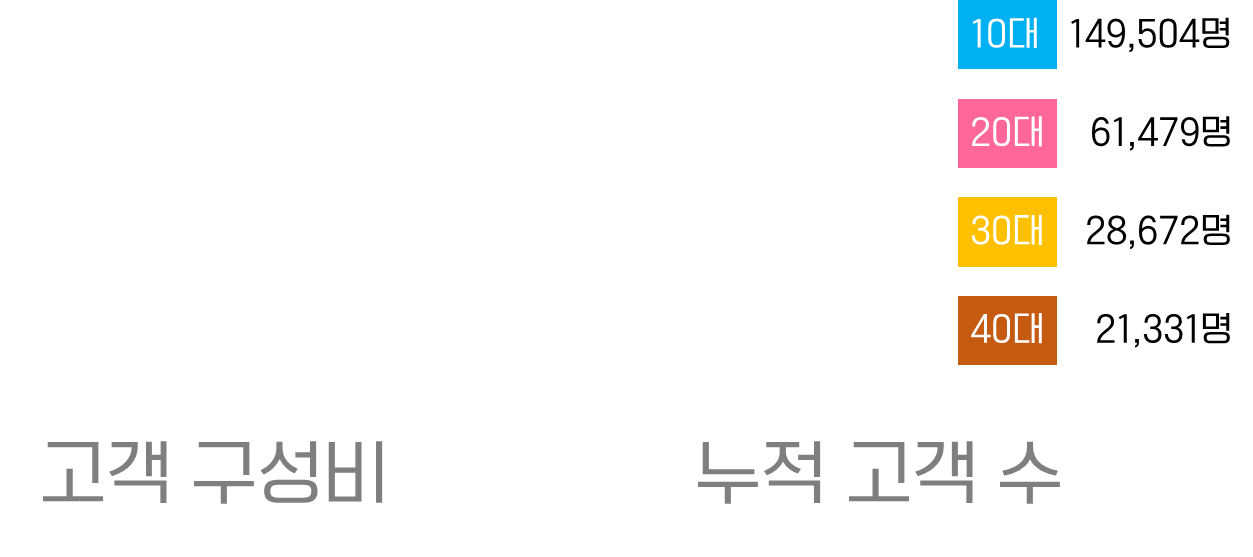 10대 149,504명
20대 61,479명
30대 28,672명
40대 21,331명
고객 구성비 누적 고객 수